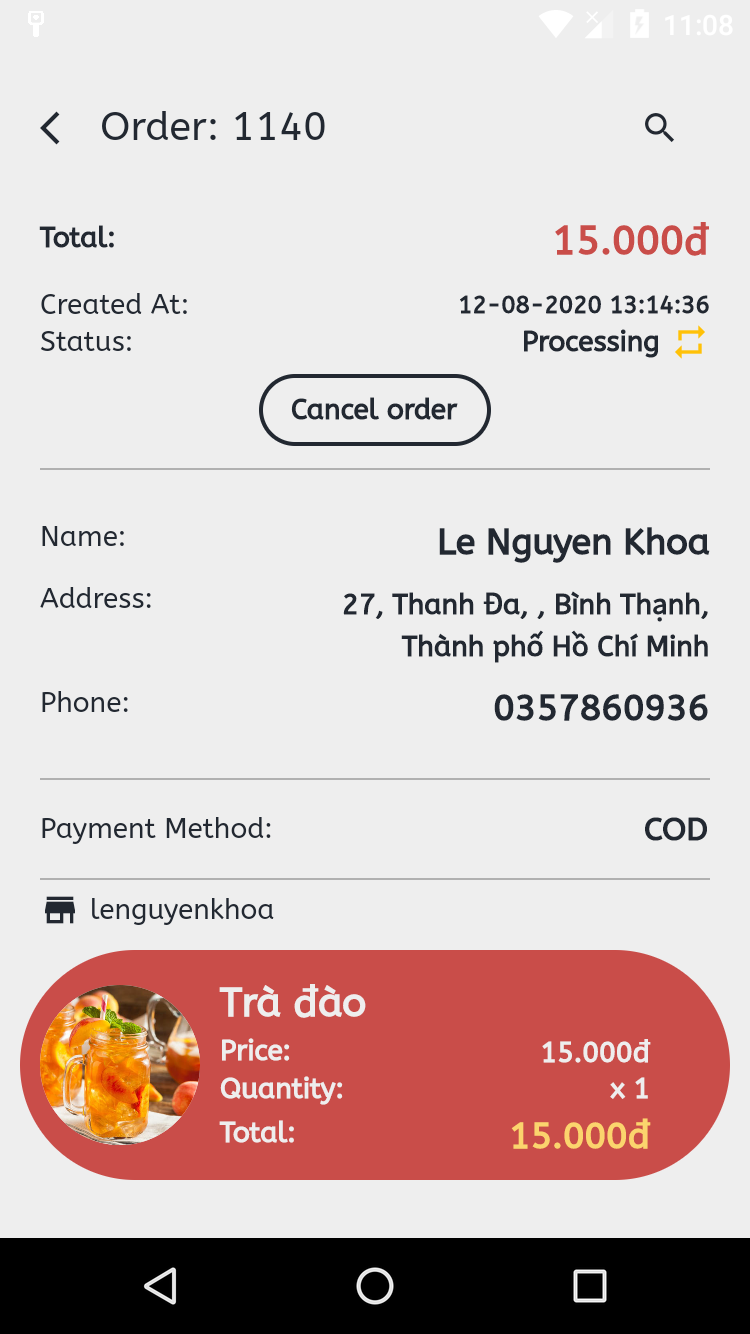 11:08
Order: 1140
Total: 15.000đ
Created At: 12-08-2020 13:14:36
Status: Processing
Cancel order
Name: Le Nguyen Khoa
Address: 27, Thanh Đa, , Bình Thạnh,
Thành phố Hồ Chí Minh
Phone: 0357860936
Payment Method: COD
lenguyenkhoa
Trà đào
Price: 15.000đ
Quantity: x 1
Total: 15.000đ